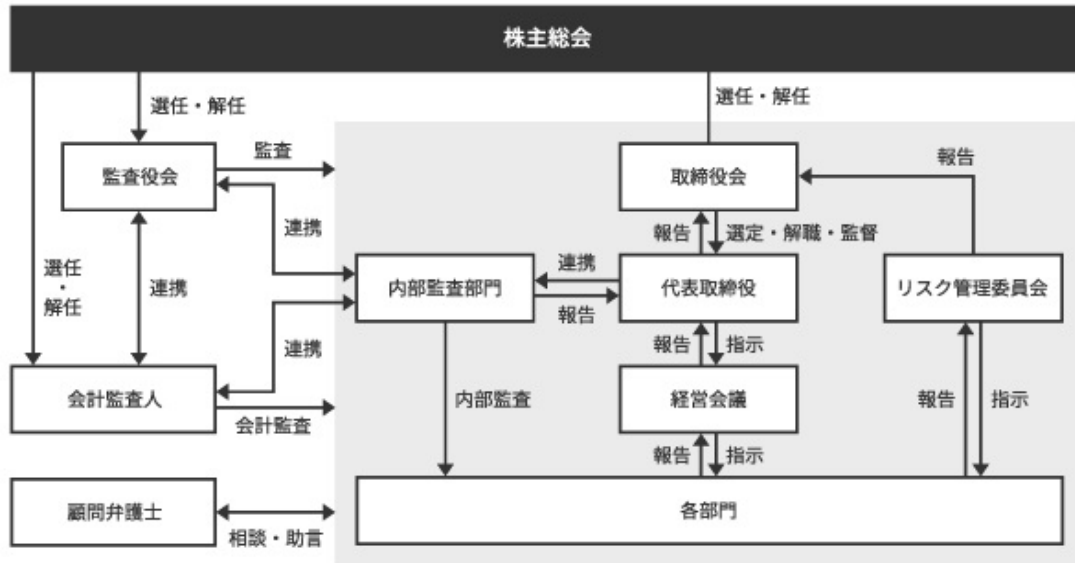 株主総会
選任・解任
選任・解任
監査役会
監査
取締役会
報告
連携
報告
選定・解職・監督
選任
・
解任
連携
内部監査部門
連携
報告
代表取締役
リスク管理委員会
連携
報告
指示
会計監査人
会計監査
内部監査
経営会議
報告
指示
報告
指示
顧問弁護士
相談・助言
各部門